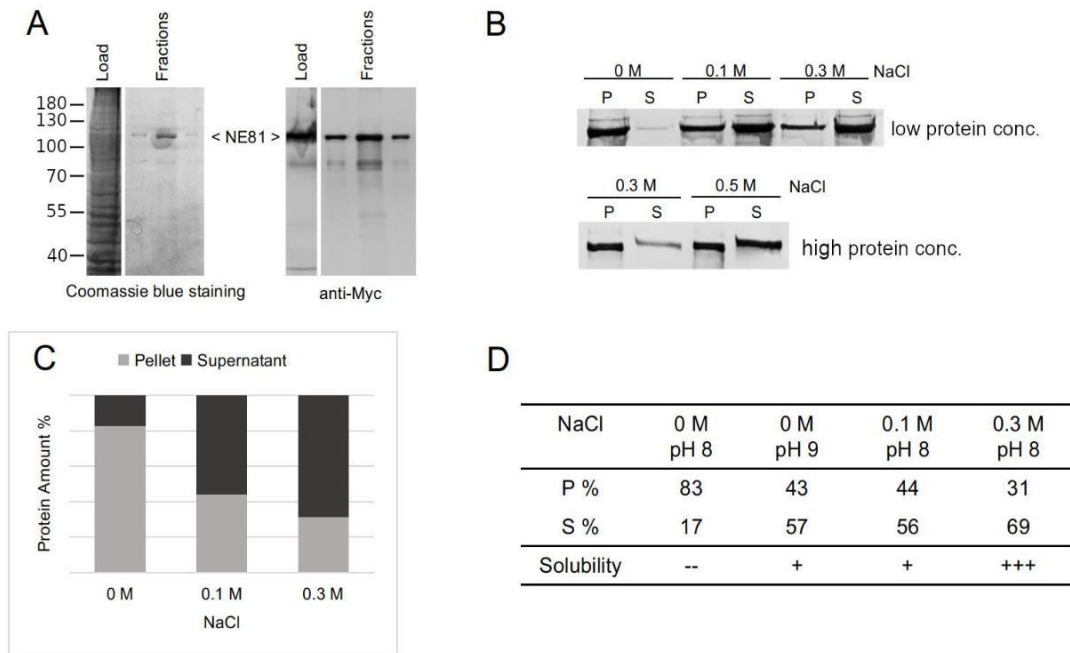 A
Load
Fractions
Load
Fractions
180
130
100
70
55
40
< NE81 >
Coomassie blue staining
anti-Myc
B
0 M 0.1 M 0.3 M NaCl
P S P S P S
low protein conc.
0.3 M 0.5 M NaCl
P S P S
high protein conc.
C
Pellet Supernatant
Protein Amount %
0 M 0.1 M 0.3 M
NaCl
D
NaCl 0 M 0 M 0.1 M 0.3 M
pH 8 pH 9 pH 8 pH 8
P % 83 43 44 31
S % 17 57 56 69
Solubility -- + + +++